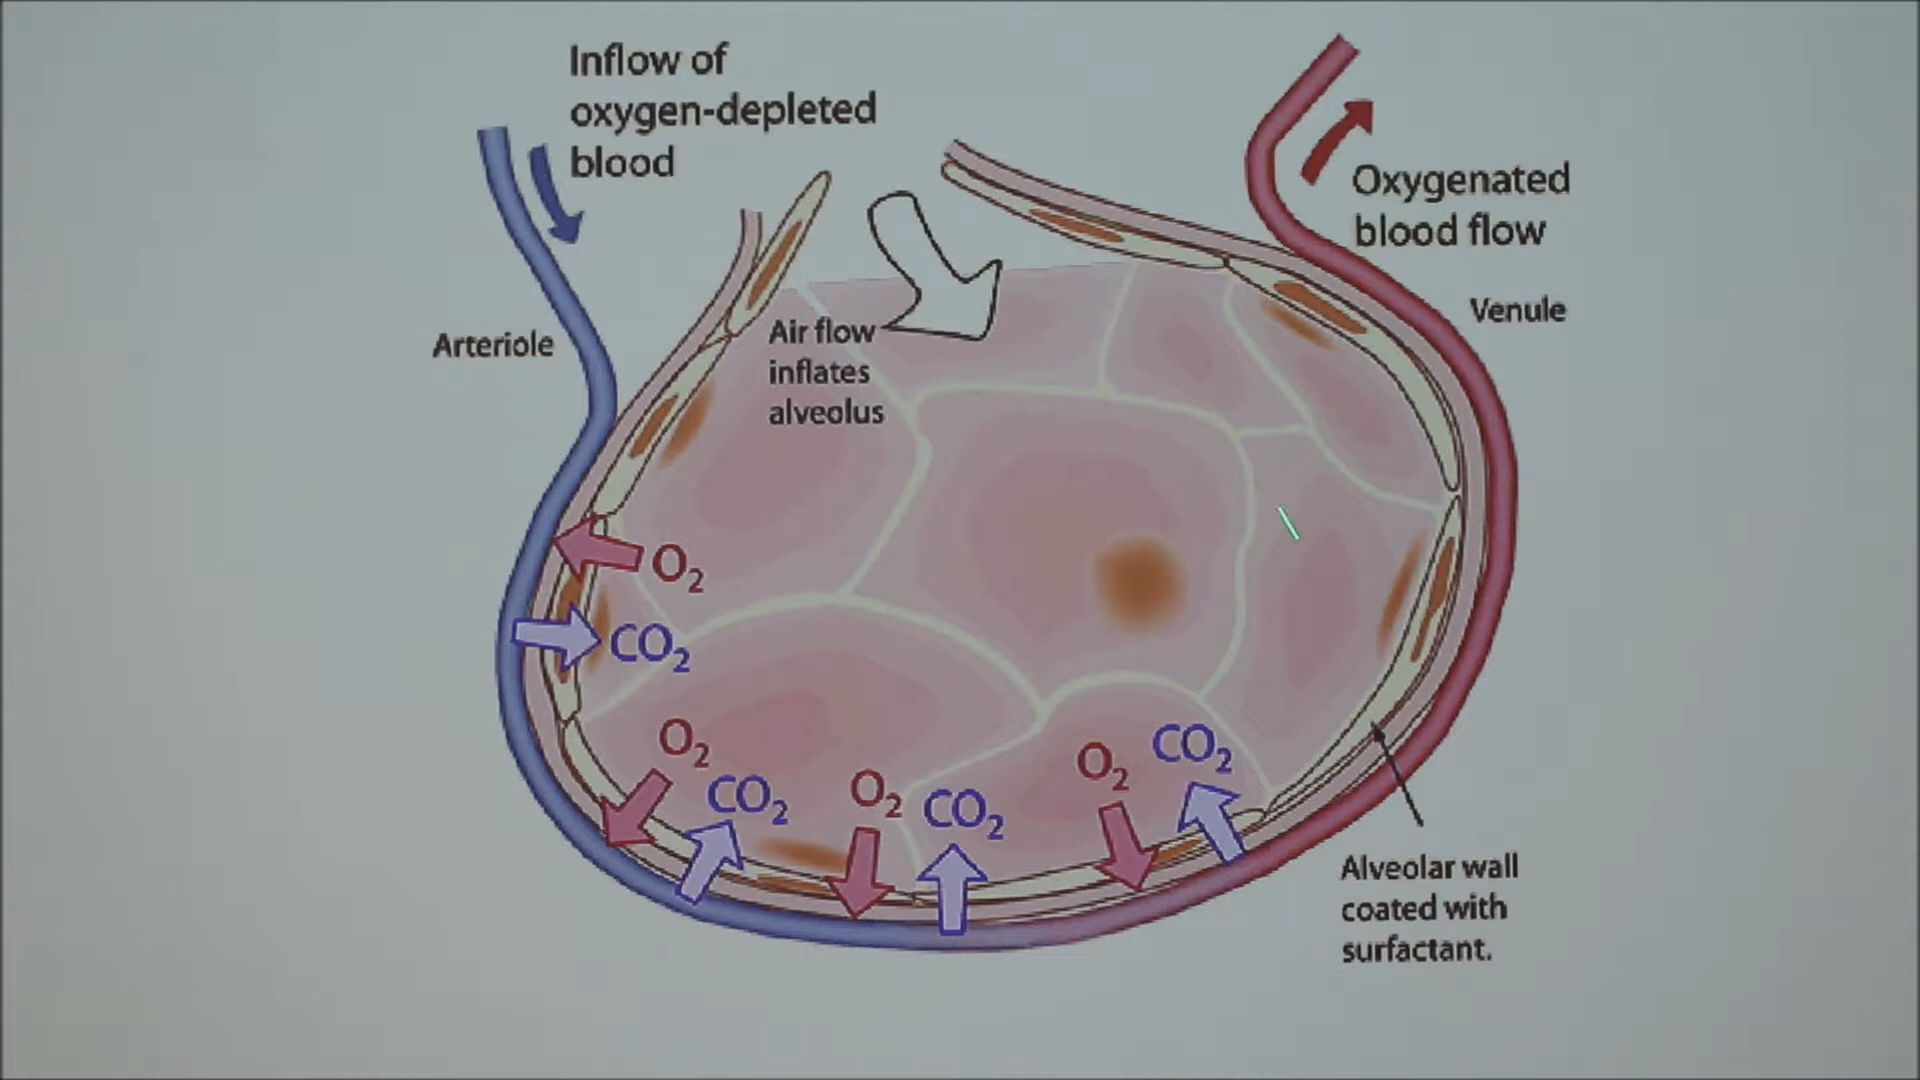 Inflow of
oxygen-depleted
blood
Oxygenated
blood flow
Venule
Arteriole
Air flow
inflates
alveolus
O₂
CO₂
O₂
CO₂
O₂
CO₂
O₂
CO₂
Alveolar wall
coated with
surfactant.